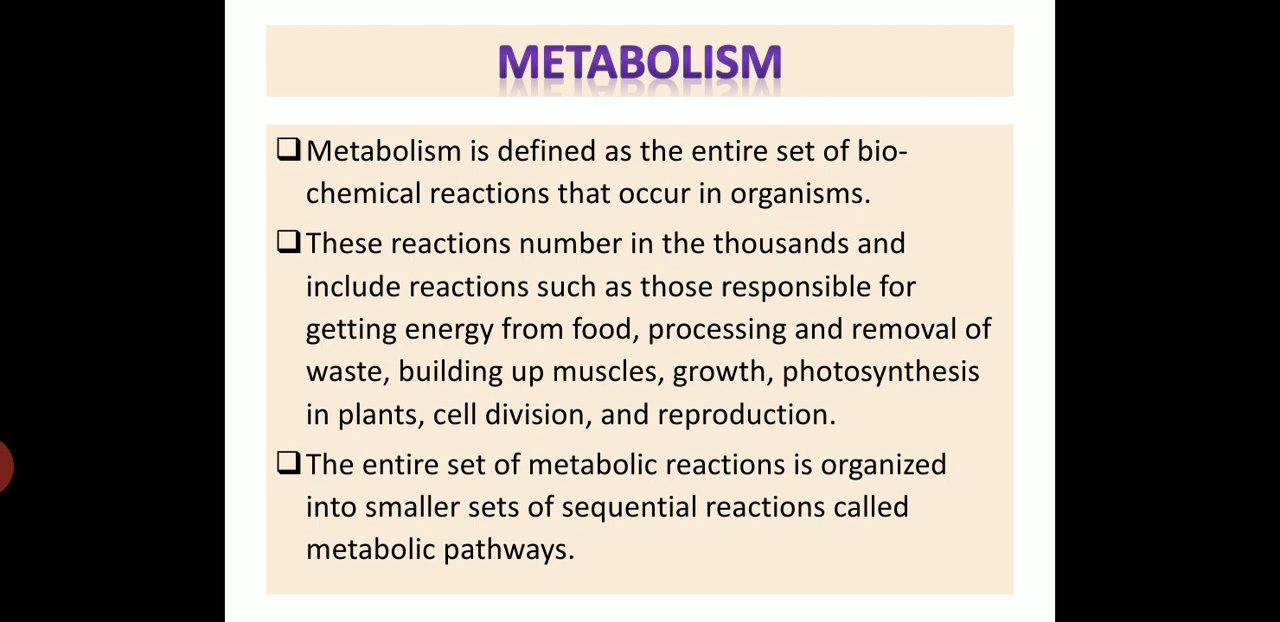 METABOLISM
❑Metabolism is defined as the entire set of bio-
chemical reactions that occur in organisms.
❑These reactions number in the thousands and
include reactions such as those responsible for
getting energy from food, processing and removal of
waste, building up muscles, growth, photosynthesis
in plants, cell division, and reproduction.
❑The entire set of metabolic reactions is organized
into smaller sets of sequential reactions called
metabolic pathways.